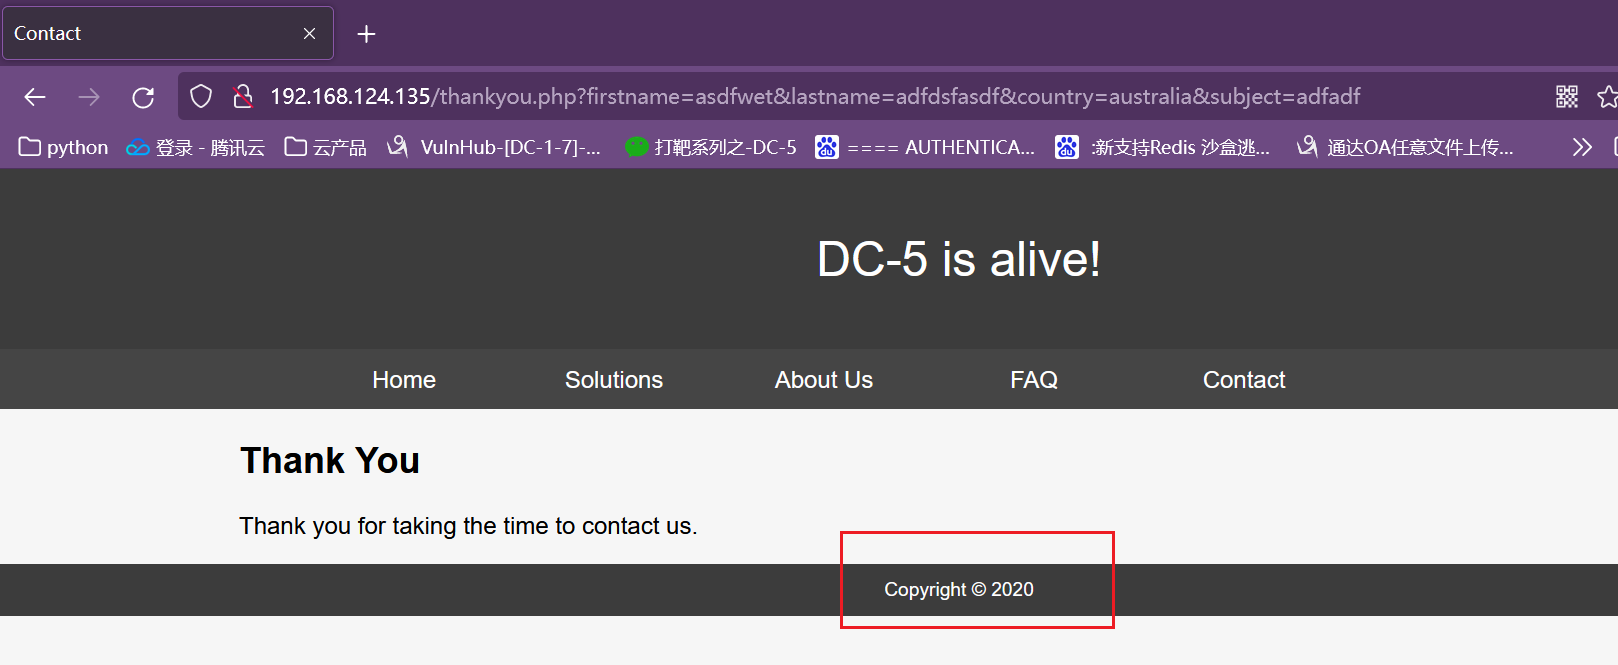 Contact
192.168.124.135/thankyou.php?firstname=asdfwet&lastname=adfdsfasdf&country=australia&subject=adfadf
python 登录 - 腾讯云 云产品 VulnHub-[DC-1-7]-... 打靶系列之-DC-5 ==== AUTHENTICA... :新支持Redis 沙盒逃... 通达OA任意文件上传...
DC-5 is alive!
Home Solutions About Us FAQ Contact
Thank You
Thank you for taking the time to contact us.
Copyright © 2020